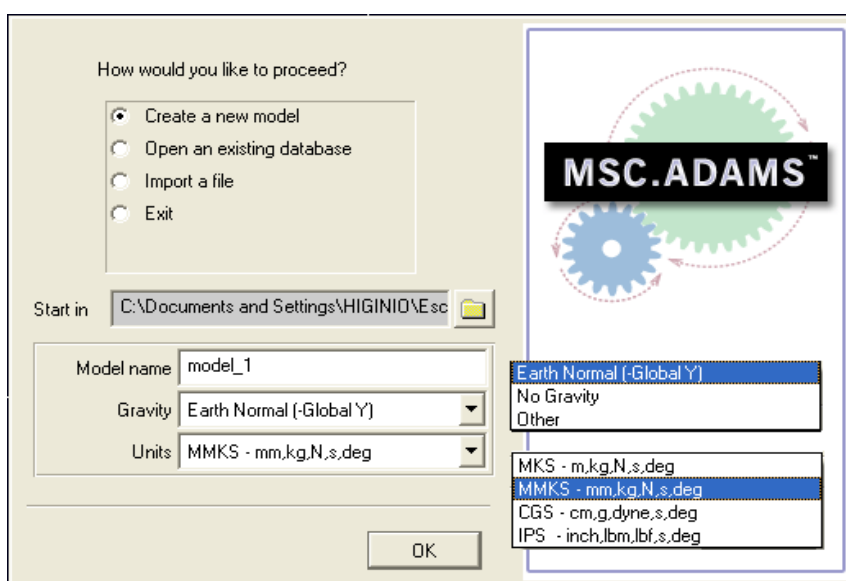 How would you like to proceed?
Create a new model
Open an existing database
Import a file
Exit
Start in C:\Documents and Settings\HIGINIO\Esc
Model name model_1
Gravity Earth Normal (-Global Y)
Units MMKS - mm,kg,N,s,deg
OK
MSC.ADAMS™
Earth Normal (-Global Y)
No Gravity
Other
MKS - m,kg,N,s,deg
MMKS - mm,kg,N,s,deg
CGS - cm,g,dyne,s,deg
IPS - inch,lbm,lbf,s,deg